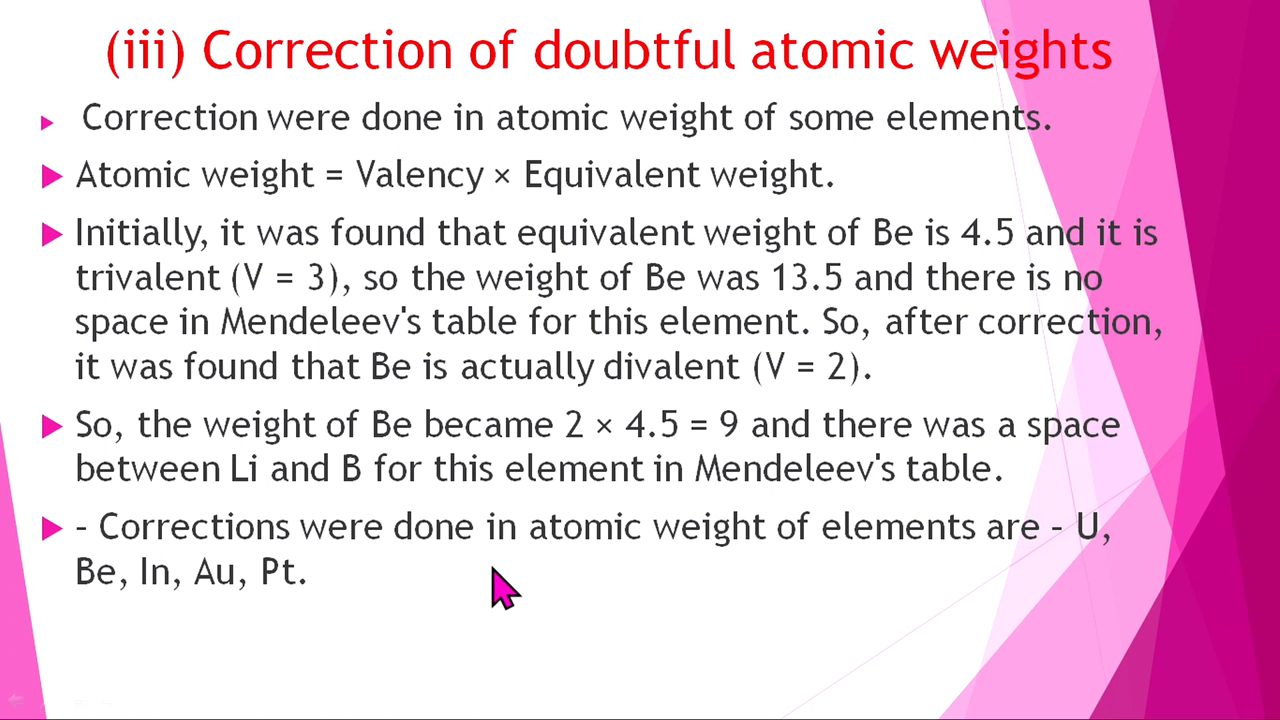 (iii) Correction of doubtful atomic weights
Correction were done in atomic weight of some elements.
Atomic weight = Valency × Equivalent weight.
Initially, it was found that equivalent weight of Be is 4.5 and it is
trivalent (V = 3), so the weight of Be was 13.5 and there is no
space in Mendeleev's table for this element. So, after correction,
it was found that Be is actually divalent (V = 2).
So, the weight of Be became 2 × 4.5 = 9 and there was a space
between Li and B for this element in Mendeleev's table.
– Corrections were done in atomic weight of elements are – U,
Be, In, Au, Pt.